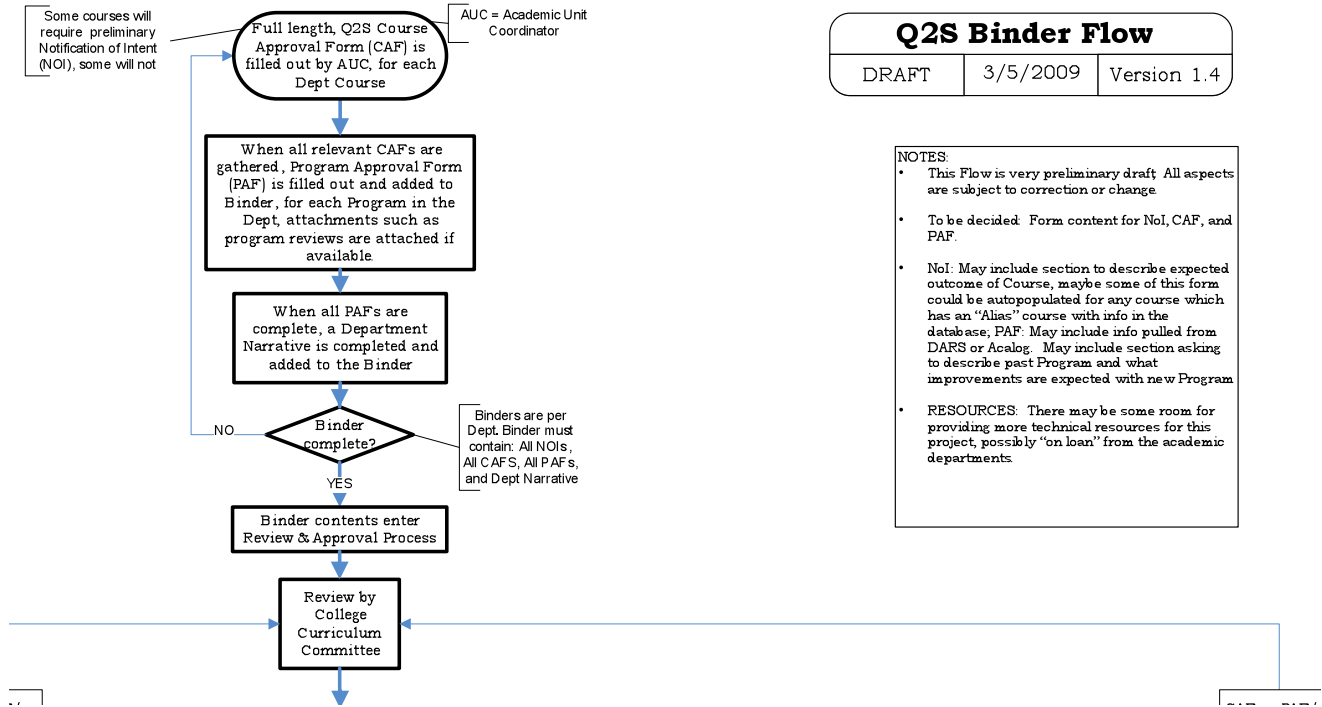 Some courses will
require preliminary
Notification of Intent
(NOI), some will not
Full length, Q2S Course
Approval Form (CAF) is
filled out by AUC, for each
Dept Course
AUC = Academic Unit
Coordinator
Q2S Binder Flow
DRAFT
3/5/2009
Version 1.4
When all relevant CAFs are
gathered, Program Approval Form
(PAF) is filled out and added to
Binder, for each Program in the
Dept, attachments such as
program reviews are attached if
available.
When all PAFs are
complete, a Department
Narrative is completed and
added to the Binder
Binder
complete?
NO
YES
Binders are per
Dept. Binder must
contain: All NOIs,
All CAFS, All PAFs,
and Dept Narrative
Binder contents enter
Review & Approval Process
Review by
College
Curriculum
Committee
NOTES:
• This Flow is very preliminary draft; All aspects
are subject to correction or change.
• To be decided: Form content for NoI, CAF, and
PAF.
• NoI: May include section to describe expected
outcome of Course, maybe some of this form
could be autopopulated for any course which
has an “Alias” course with info in the
database; PAF: May include info pulled from
DARS or Acalog. May include section asking
to describe past Program and what
improvements are expected with new Program
• RESOURCES: There may be some room for
providing more technical resources for this
project, possibly “on loan” from the academic
departments.